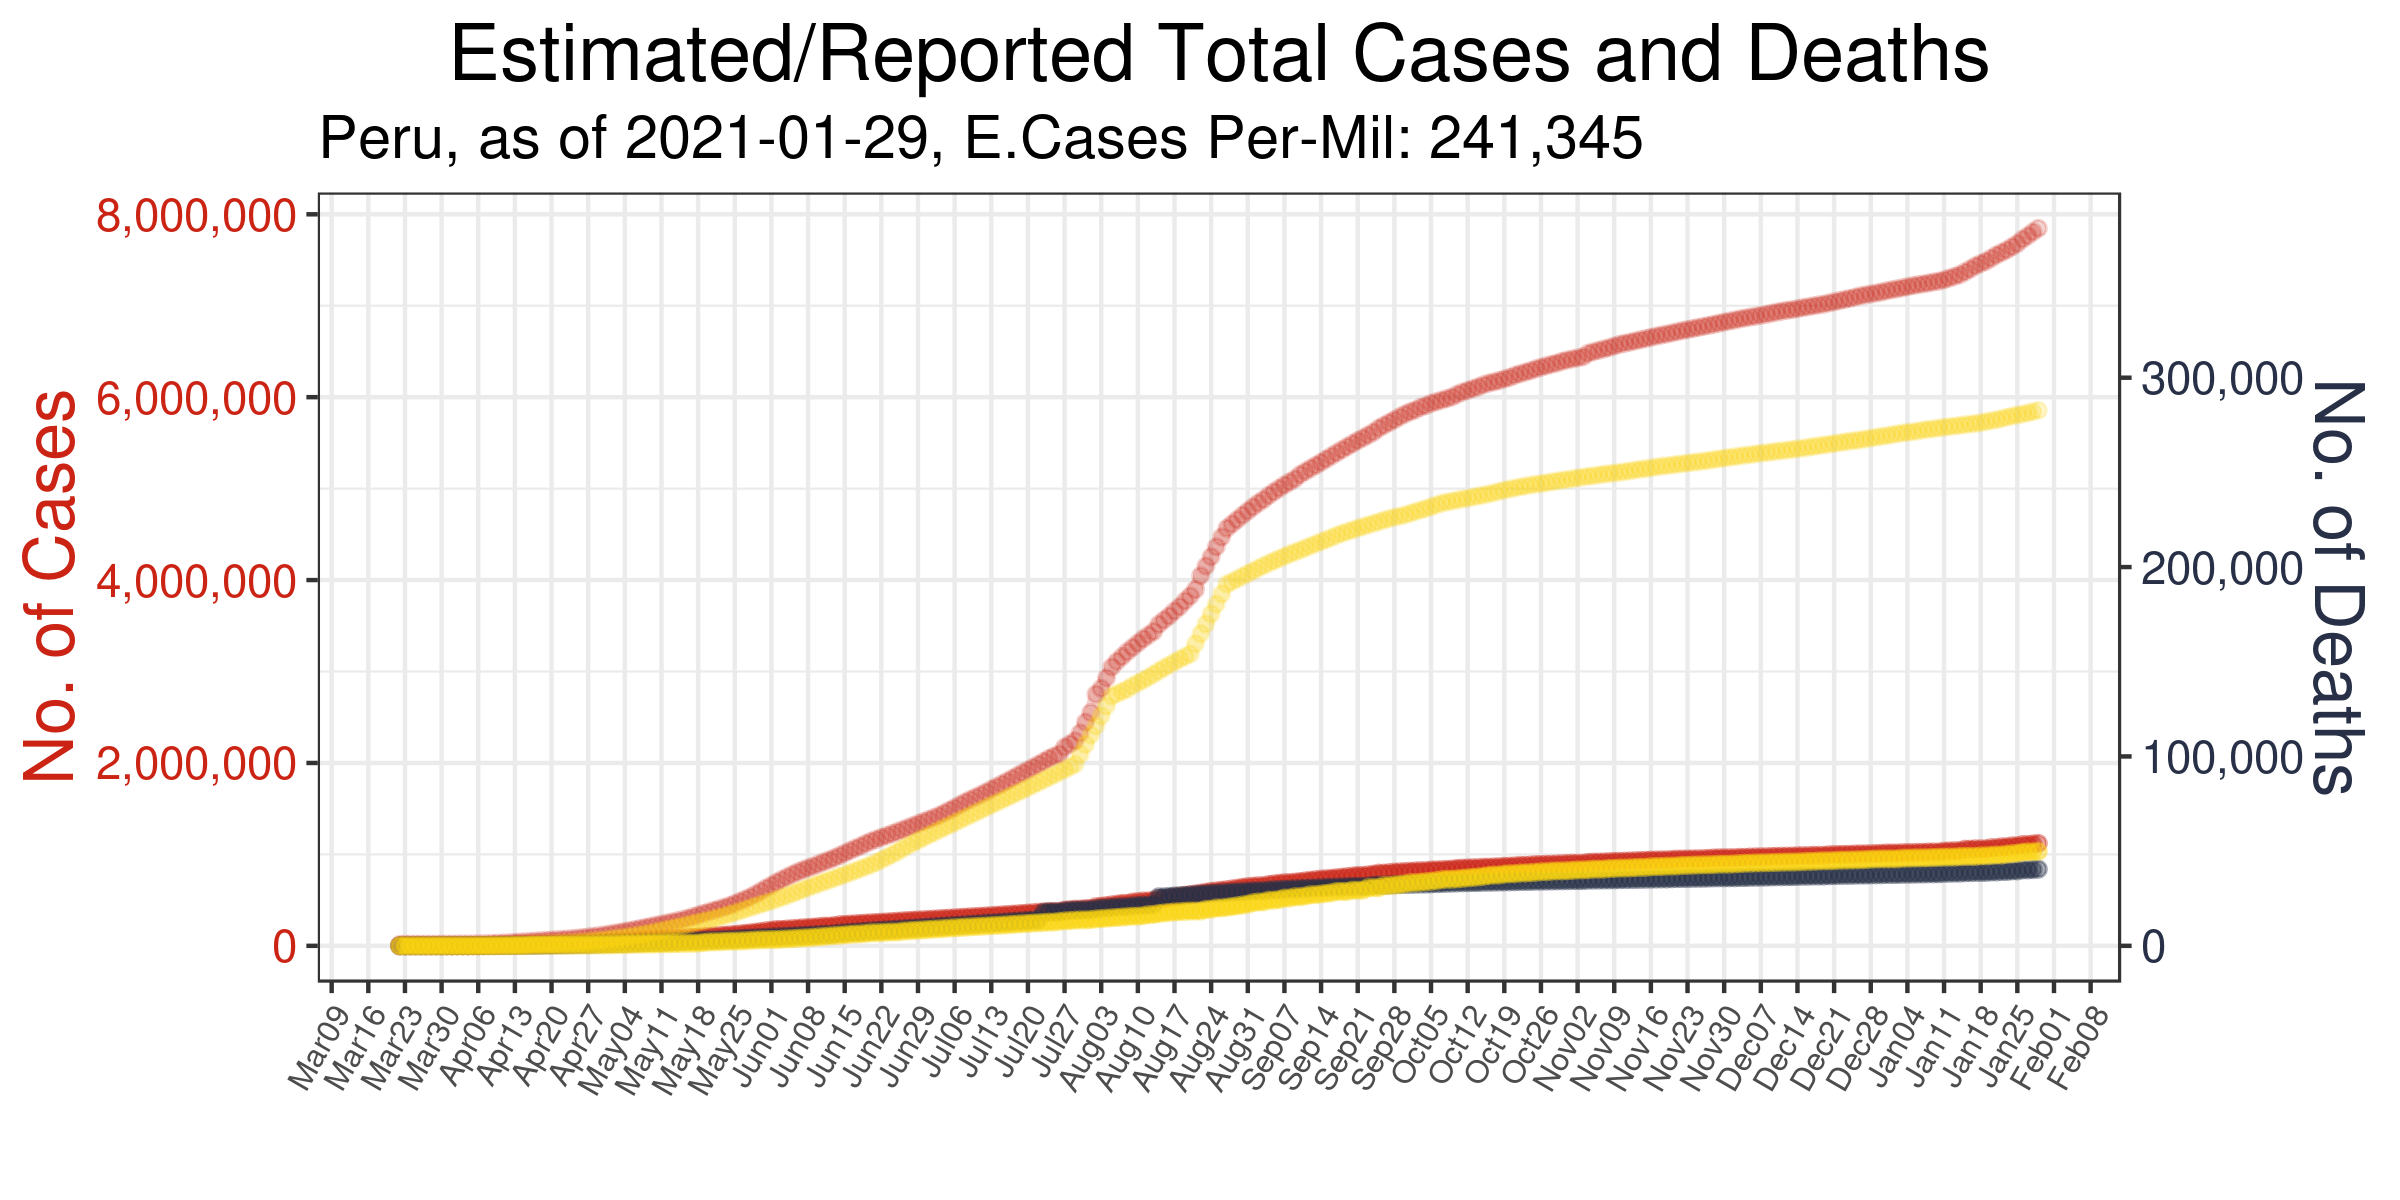 Estimated/Reported Total Cases and Deaths
Peru, as of 2021-01-29, E.Cases Per-Mil: 241,345
No. of Cases
8,000,000
6,000,000
4,000,000
2,000,000
0
300,000
200,000
100,000
0
No. of Deaths
Mar09
Mar16
Mar23
Mar30
Apr06
Apr13
Apr20
Apr27
May04
May11
May18
May25
Jun01
Jun08
Jun15
Jun22
Jun29
Jul06
Jul13
Jul20
Jul27
Aug03
Aug10
Aug17
Aug24
Aug31
Sep07
Sep14
Sep21
Sep28
Oct05
Oct12
Oct19
Oct26
Nov02
Nov09
Nov16
Nov23
Nov30
Dec07
Dec14
Dec21
Dec28
Jan04
Jan11
Jan18
Jan25
Feb01
Feb08